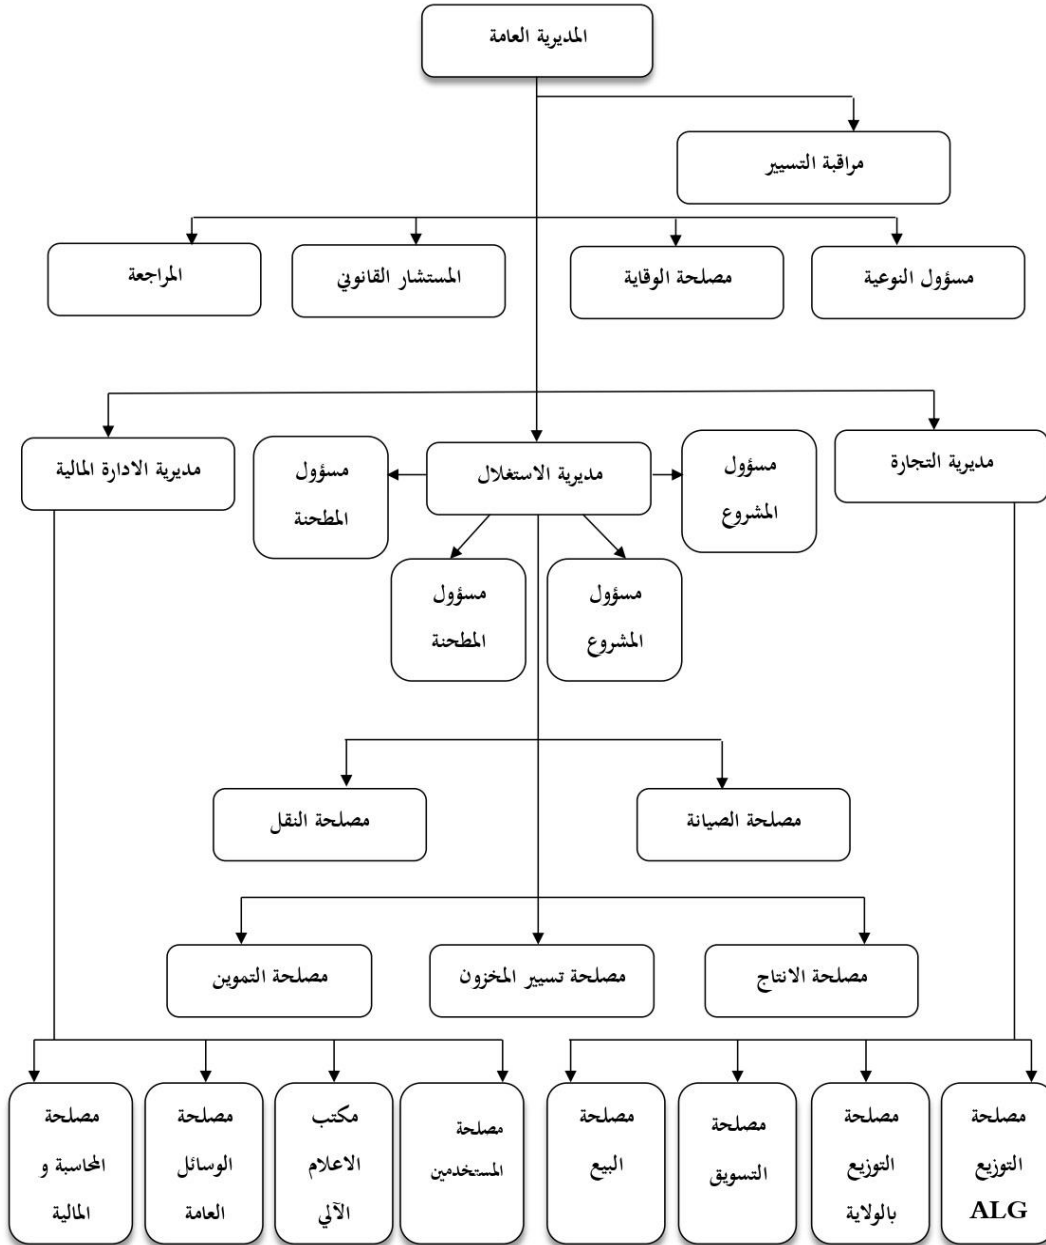 المديرية العامة
مراقبة التسيير
مسؤول النوعية
مصلحة الوقاية
المستشار القانوني
المراجعة
مديرية التجارة
مسؤول
المشروع
مديرية الاستغلال
مسؤول
المطحنة
مديرية الادارة المالية
مسؤول
المشروع
مسؤول
المطحنة
مصلحة الصيانة
مصلحة النقل
مصلحة الانتاج
مصلحة تسيير المخزون
مصلحة التموين
مصلحة
التوزيع
ALG
مصلحة
التوزيع
بالولاية
مصلحة
التسويق
مصلحة
البيع
مصلحة
المستخدمين
مكتب
الاعلام
الآلي
مصلحة
الوسائل
العامة
مصلحة
المحاسبة و
المالية